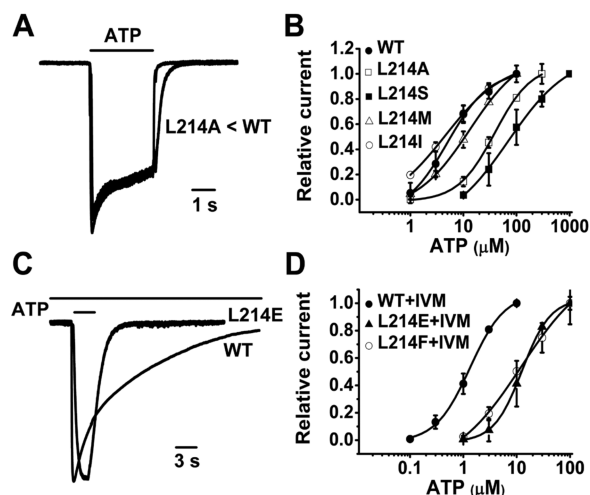 A
ATP
L214A < WT
1 s
B
WT
L214A
L214S
L214M
L214I
Relative current
1.2
1.0
0.8
0.6
0.4
0.2
0.0
1 10 100 1000
ATP (μM)
C
ATP
L214E
WT
3 s
D
WT+IVM
L214E+IVM
L214F+IVM
Relative current
1.0
0.8
0.6
0.4
0.2
0.0
0.1 1 10 100
ATP (μM)